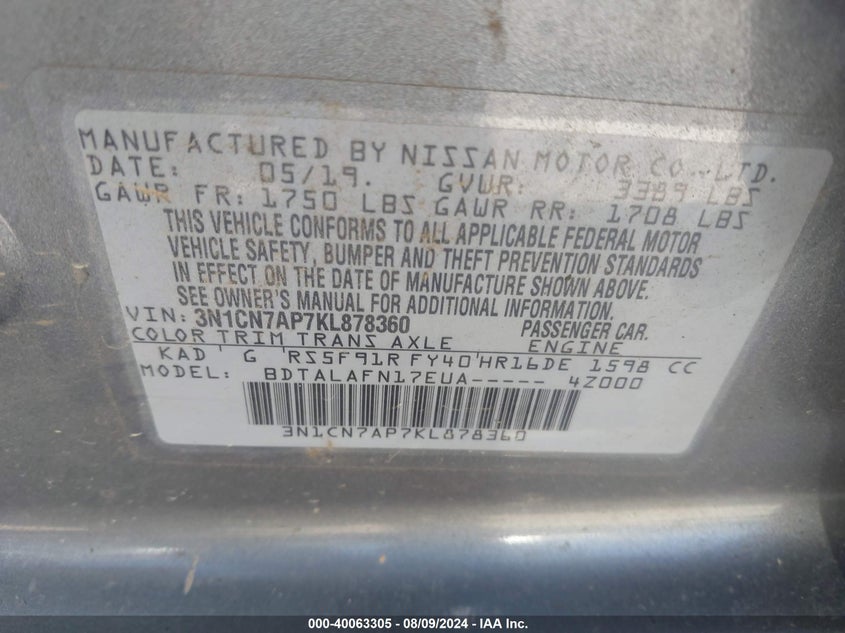 MANUFACTURED BY NISSAN MOTOR CO., LTD.
DATE: 05/19. GVWR: 3389 LBS
GAWR FR: 1750 LBS GAWR RR: 1708 LBS
THIS VEHICLE CONFORMS TO ALL APPLICABLE FEDERAL MOTOR
VEHICLE SAFETY, BUMPER AND THEFT PREVENTION STANDARDS
IN EFFECT ON THE DATE OF MANUFACTURE SHOWN ABOVE.
SEE OWNER'S MANUAL FOR ADDITIONAL INFORMATION.
VIN: 3N1CN7AP7KL878360 PASSENGER CAR.
COLOR TRIM TRANS AXLE ENGINE
KAD G RS5F91R FY40 HR16DE 1598 CC
MODEL: BDTALAFN17EUA----- 4Z000
3N1CN7AP7KL878360
000-40063305 - 08/09/2024 - IAA Inc.